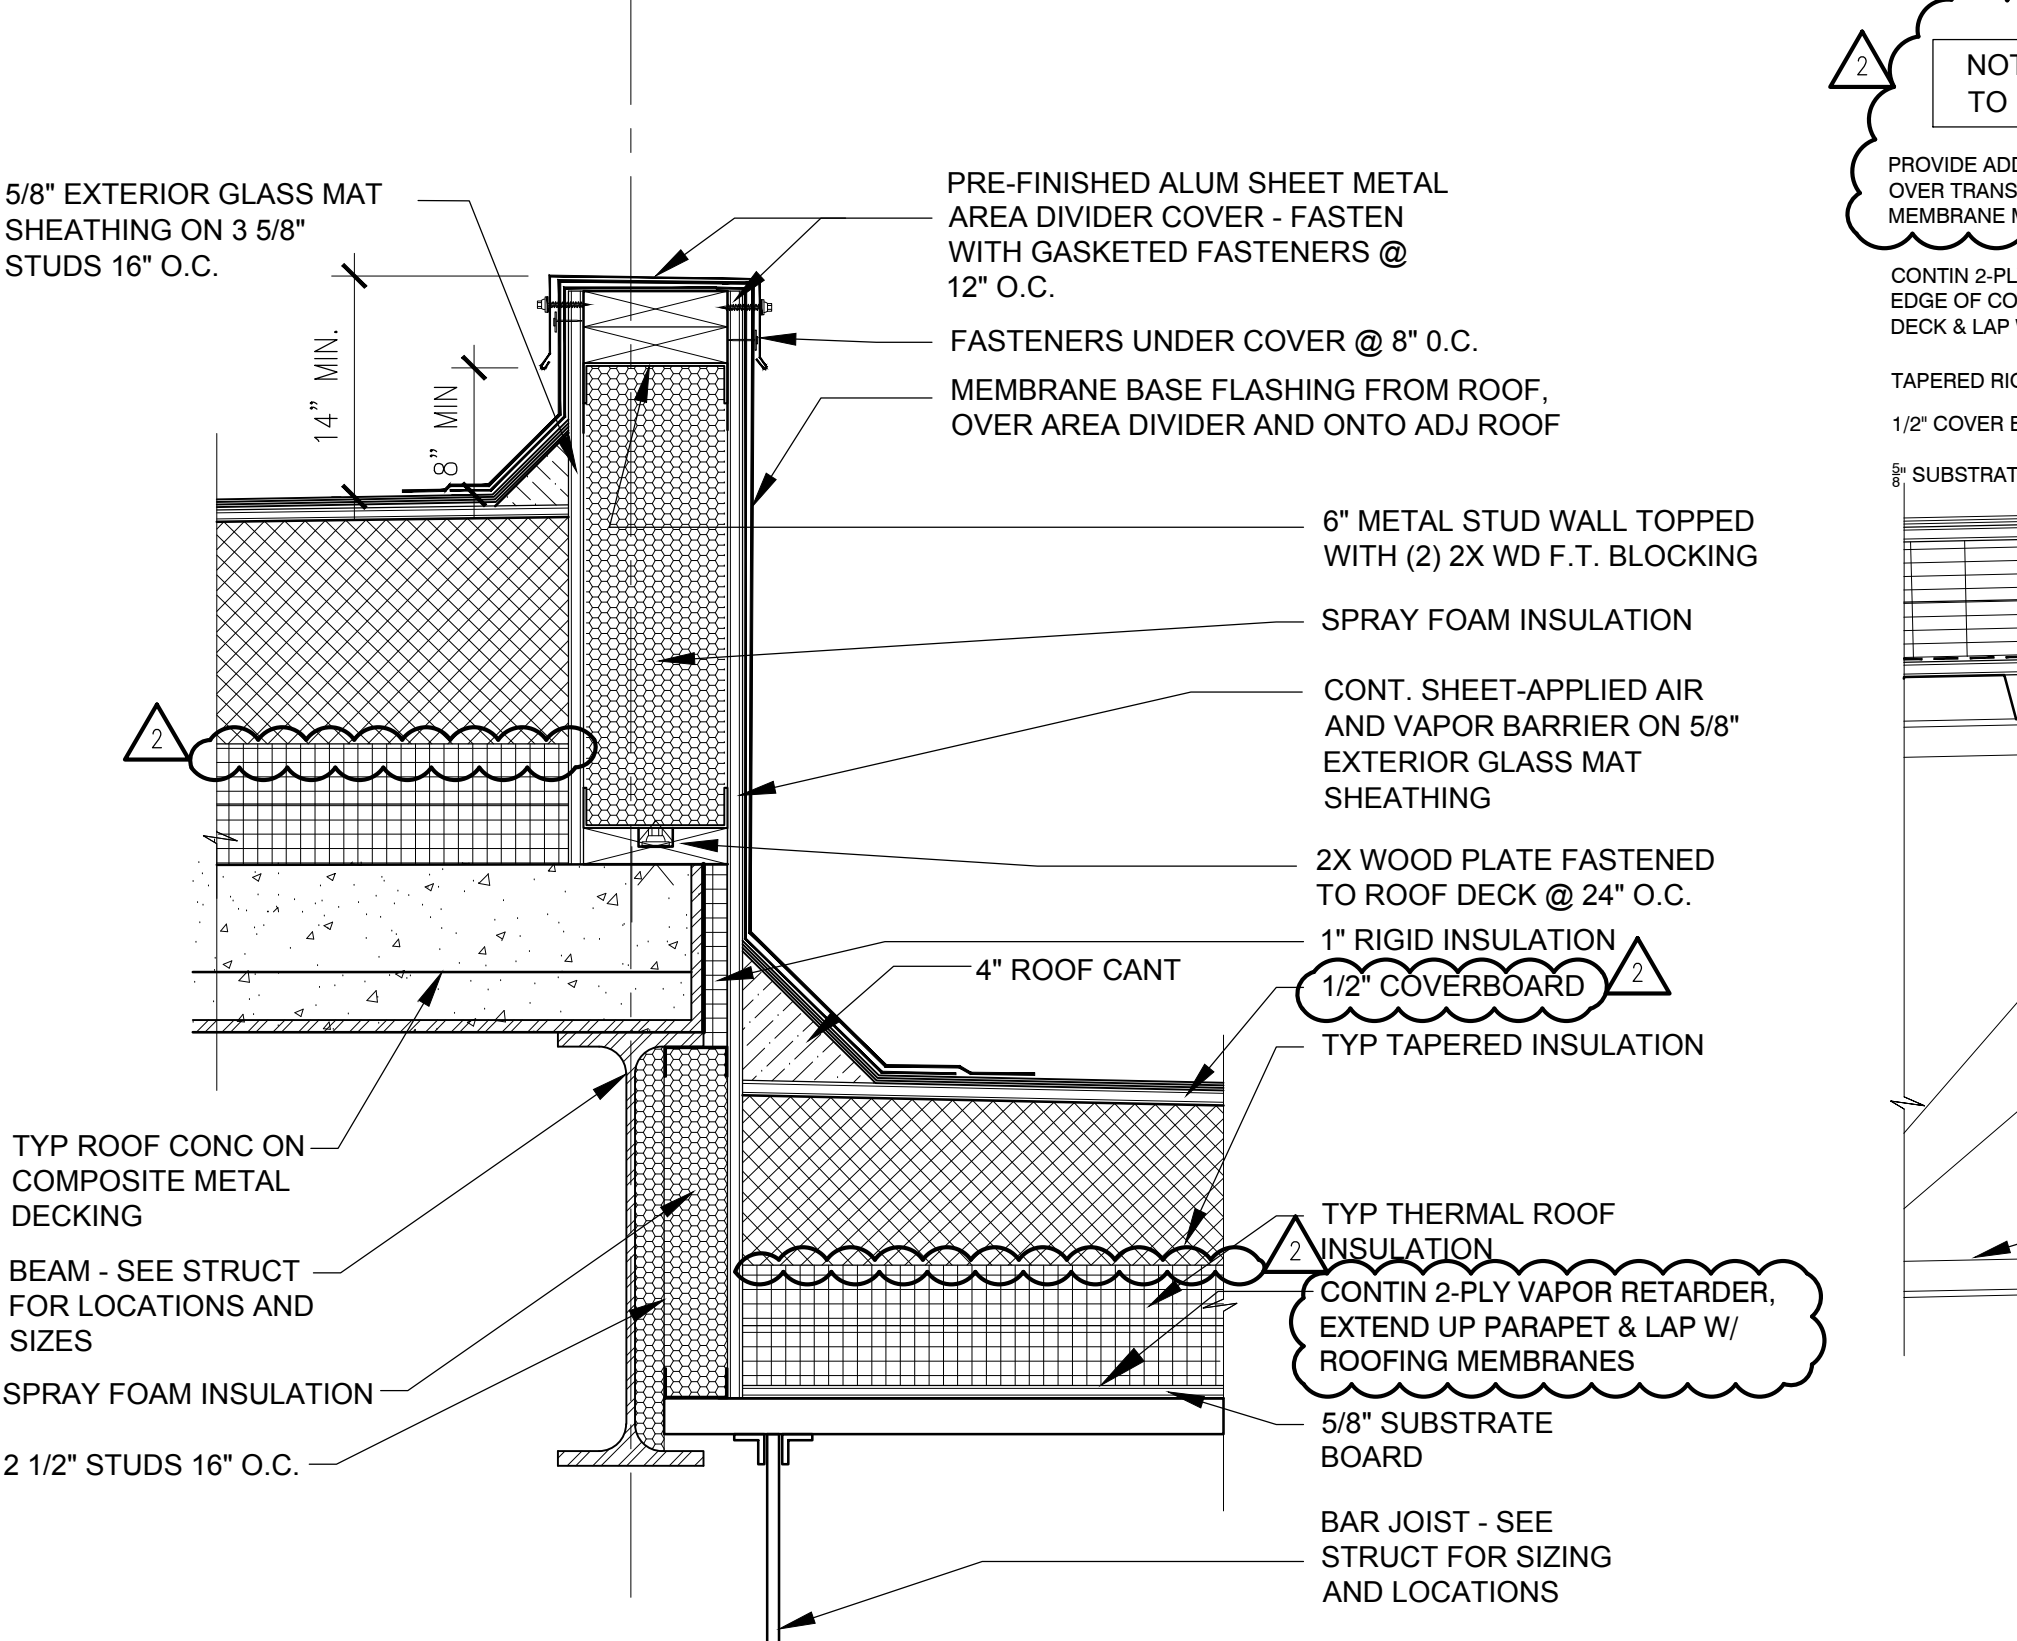 5/8" EXTERIOR GLASS MAT
SHEATHING ON 3 5/8"
STUDS 16" O.C.
14" MIN.
8" MIN
2
TYP ROOF CONC ON
COMPOSITE METAL
DECKING
BEAM - SEE STRUCT
FOR LOCATIONS AND
SIZES
SPRAY FOAM INSULATION
2 1/2" STUDS 16" O.C.
PRE-FINISHED ALUM SHEET METAL
AREA DIVIDER COVER - FASTEN
WITH GASKETED FASTENERS @
12" O.C.
FASTENERS UNDER COVER @ 8" 0.C.
MEMBRANE BASE FLASHING FROM ROOF,
OVER AREA DIVIDER AND ONTO ADJ ROOF
6" METAL STUD WALL TOPPED
WITH (2) 2X WD F.T. BLOCKING
SPRAY FOAM INSULATION
CONT. SHEET-APPLIED AIR
AND VAPOR BARRIER ON 5/8"
EXTERIOR GLASS MAT
SHEATHING
2X WOOD PLATE FASTENED
TO ROOF DECK @ 24" O.C.
1" RIGID INSULATION
4" ROOF CANT
1/2" COVERBOARD
2
TYP TAPERED INSULATION
TYP THERMAL ROOF
INSULATION
2
CONTIN 2-PLY VAPOR RETARDER,
EXTEND UP PARAPET & LAP W/
ROOFING MEMBRANES
5/8" SUBSTRATE
BOARD
BAR JOIST - SEE
STRUCT FOR SIZING
AND LOCATIONS
2
TO
PROVIDE
OVER
MEMBRANE
CONTIN
EDGE OF
DECK & LAP
TAPERED
1/2" COVER
5/8"